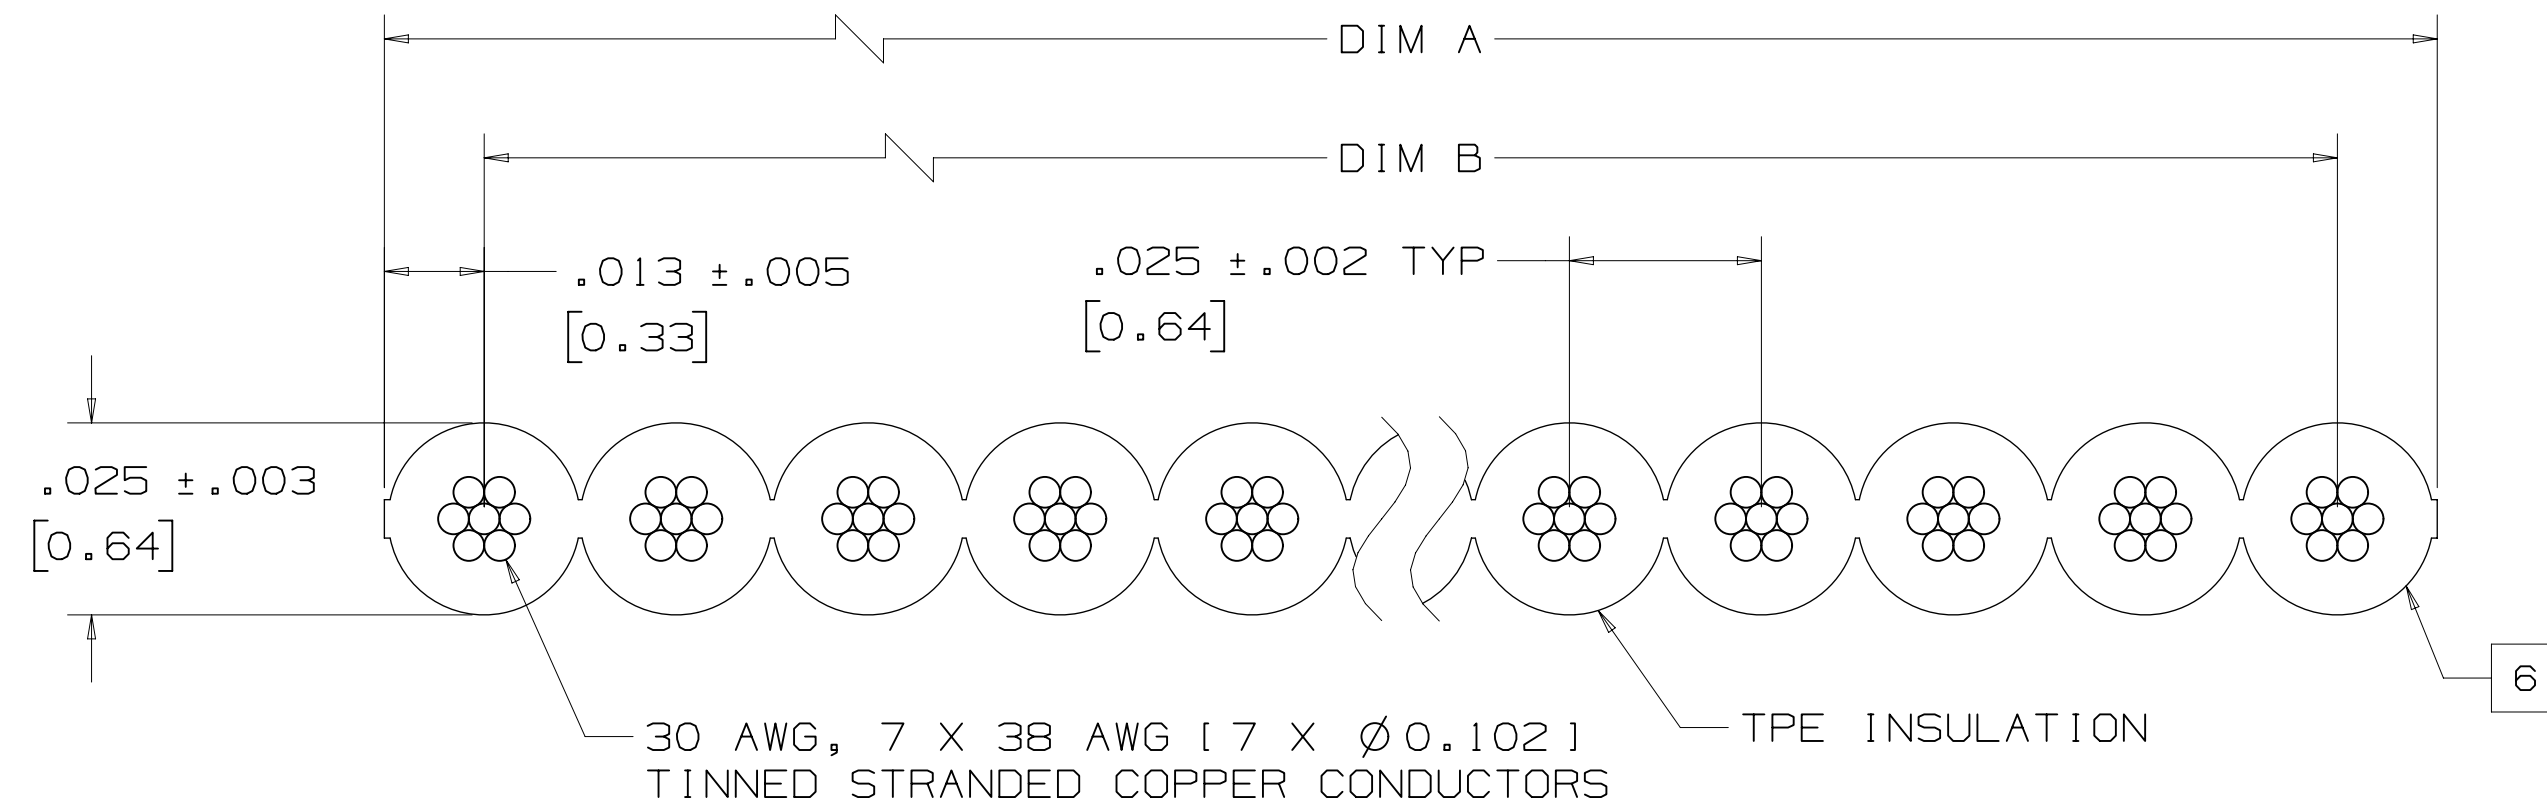 DIM A
DIM B
.013 ±.005
[0.33]
.025 ±.002 TYP
[0.64]
.025 ±.003
[0.64]
30 AWG, 7 X 38 AWG [ 7 X Ø0.102 ]
TINNED STRANDED COPPER CONDUCTORS
TPE INSULATION
6